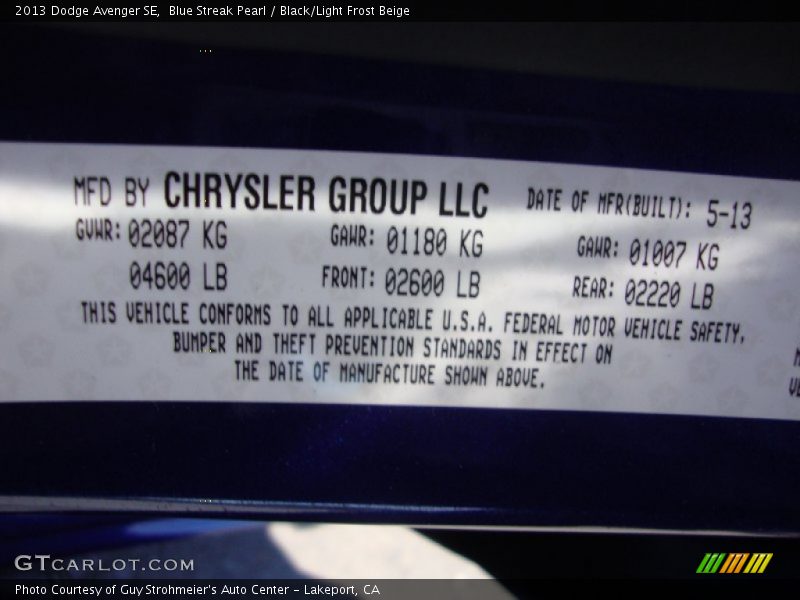 2013 Dodge Avenger SE,  Blue Streak Pearl / Black/Light Frost Beige
MFD BY CHRYSLER GROUP LLC DATE OF MFR(BUILT): 5-13
GVWR: 02087 KG GAWR: 01180 KG GAWR: 01007 KG
04600 LB FRONT: 02600 LB REAR: 02220 LB
THIS VEHICLE CONFORMS TO ALL APPLICABLE U.S.A. FEDERAL MOTOR VEHICLE SAFETY,
BUMPER AND THEFT PREVENTION STANDARDS IN EFFECT ON
THE DATE OF MANUFACTURE SHOWN ABOVE.
GTCARLOT.COM
Photo Courtesy of Guy Strohmeier's Auto Center - Lakeport, CA